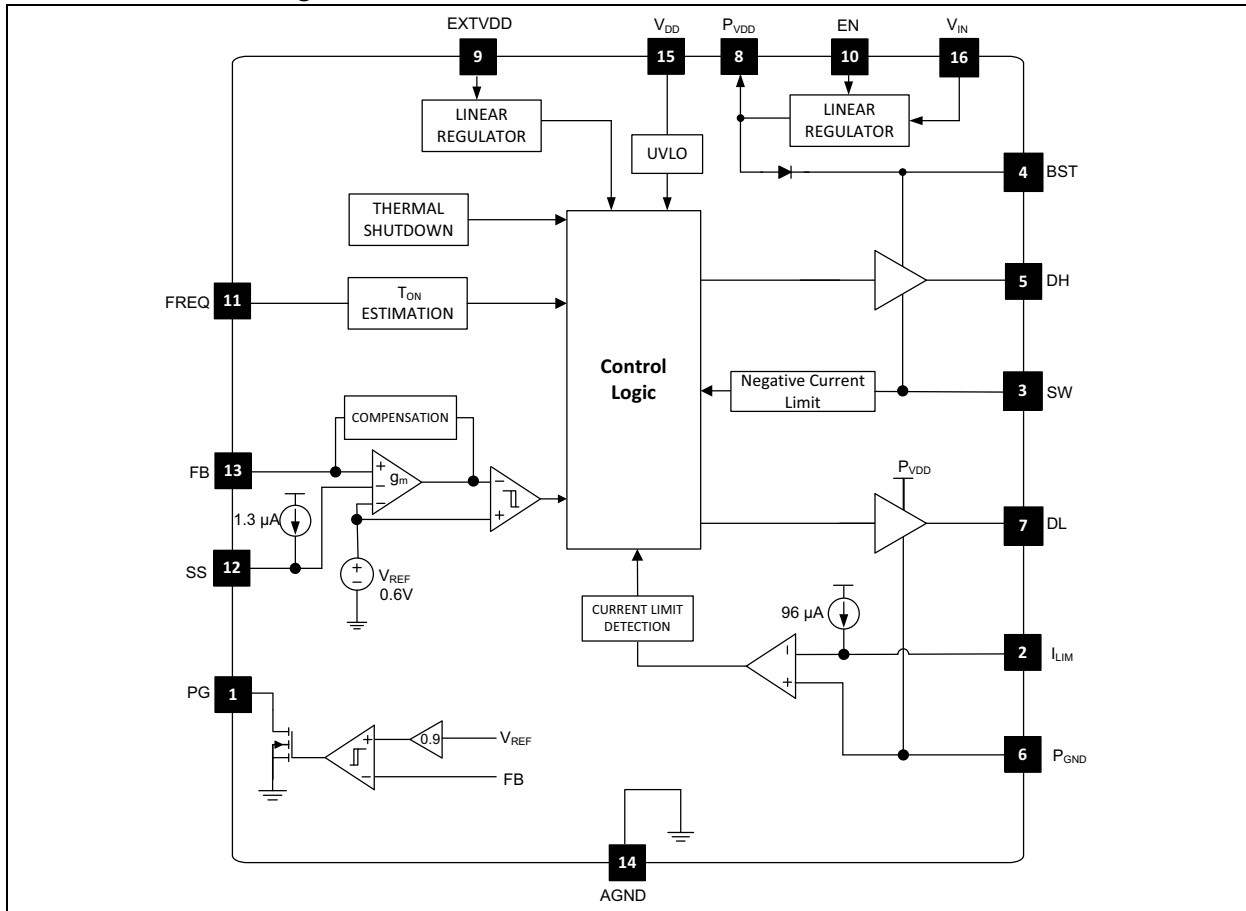 EXTVDD
VDD
PVDD
EN
VIN
9
15
8
10
16
LINEAR
REGULATOR
LINEAR
REGULATOR
UVLO
4
BST
THERMAL
SHUTDOWN
5
DH
FREQ
11
TON
ESTIMATION
Control
Logic
Negative Current
Limit
3
SW
COMPENSATION
FB
13
+
gm
−
−
−
+
PVDD
7
DL
1.3 µA
SS
12
+
−
VREF
0.6V
CURRENT LIMIT
DETECTION
96 µA
−
+
2
ILIM
PG
1
+
−
0.9
VREF
FB
6
PGND
14
AGND